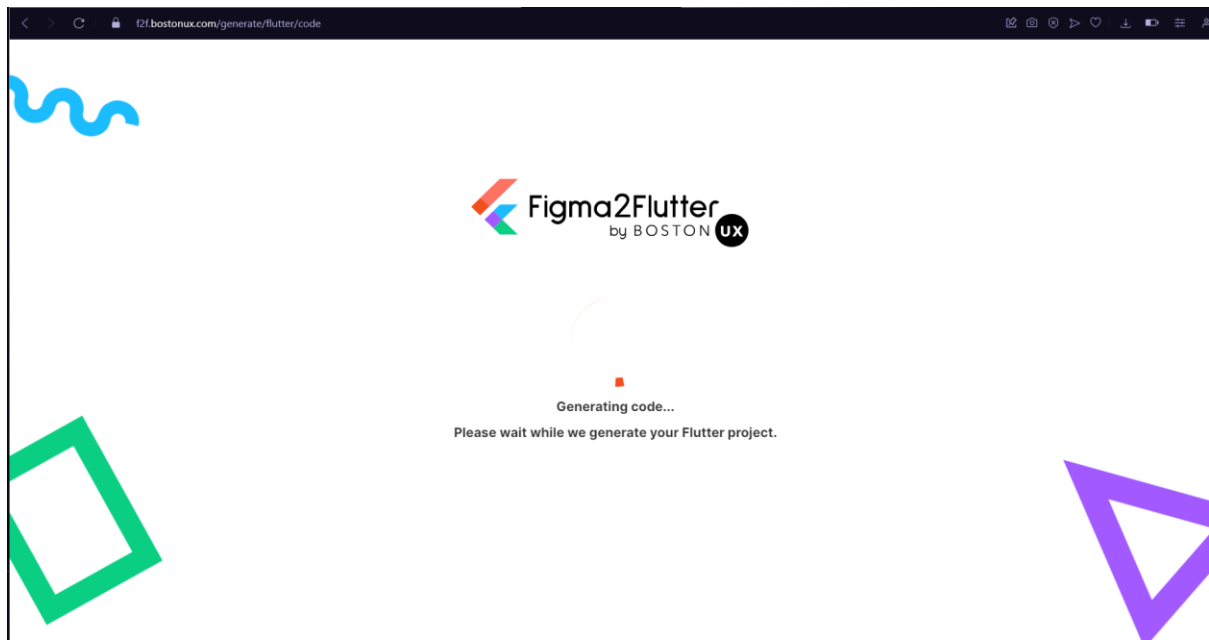 f2f.bostonux.com/generate/flutter/code
Figma2Flutter
by BOSTON UX
Generating code...
Please wait while we generate your Flutter project.